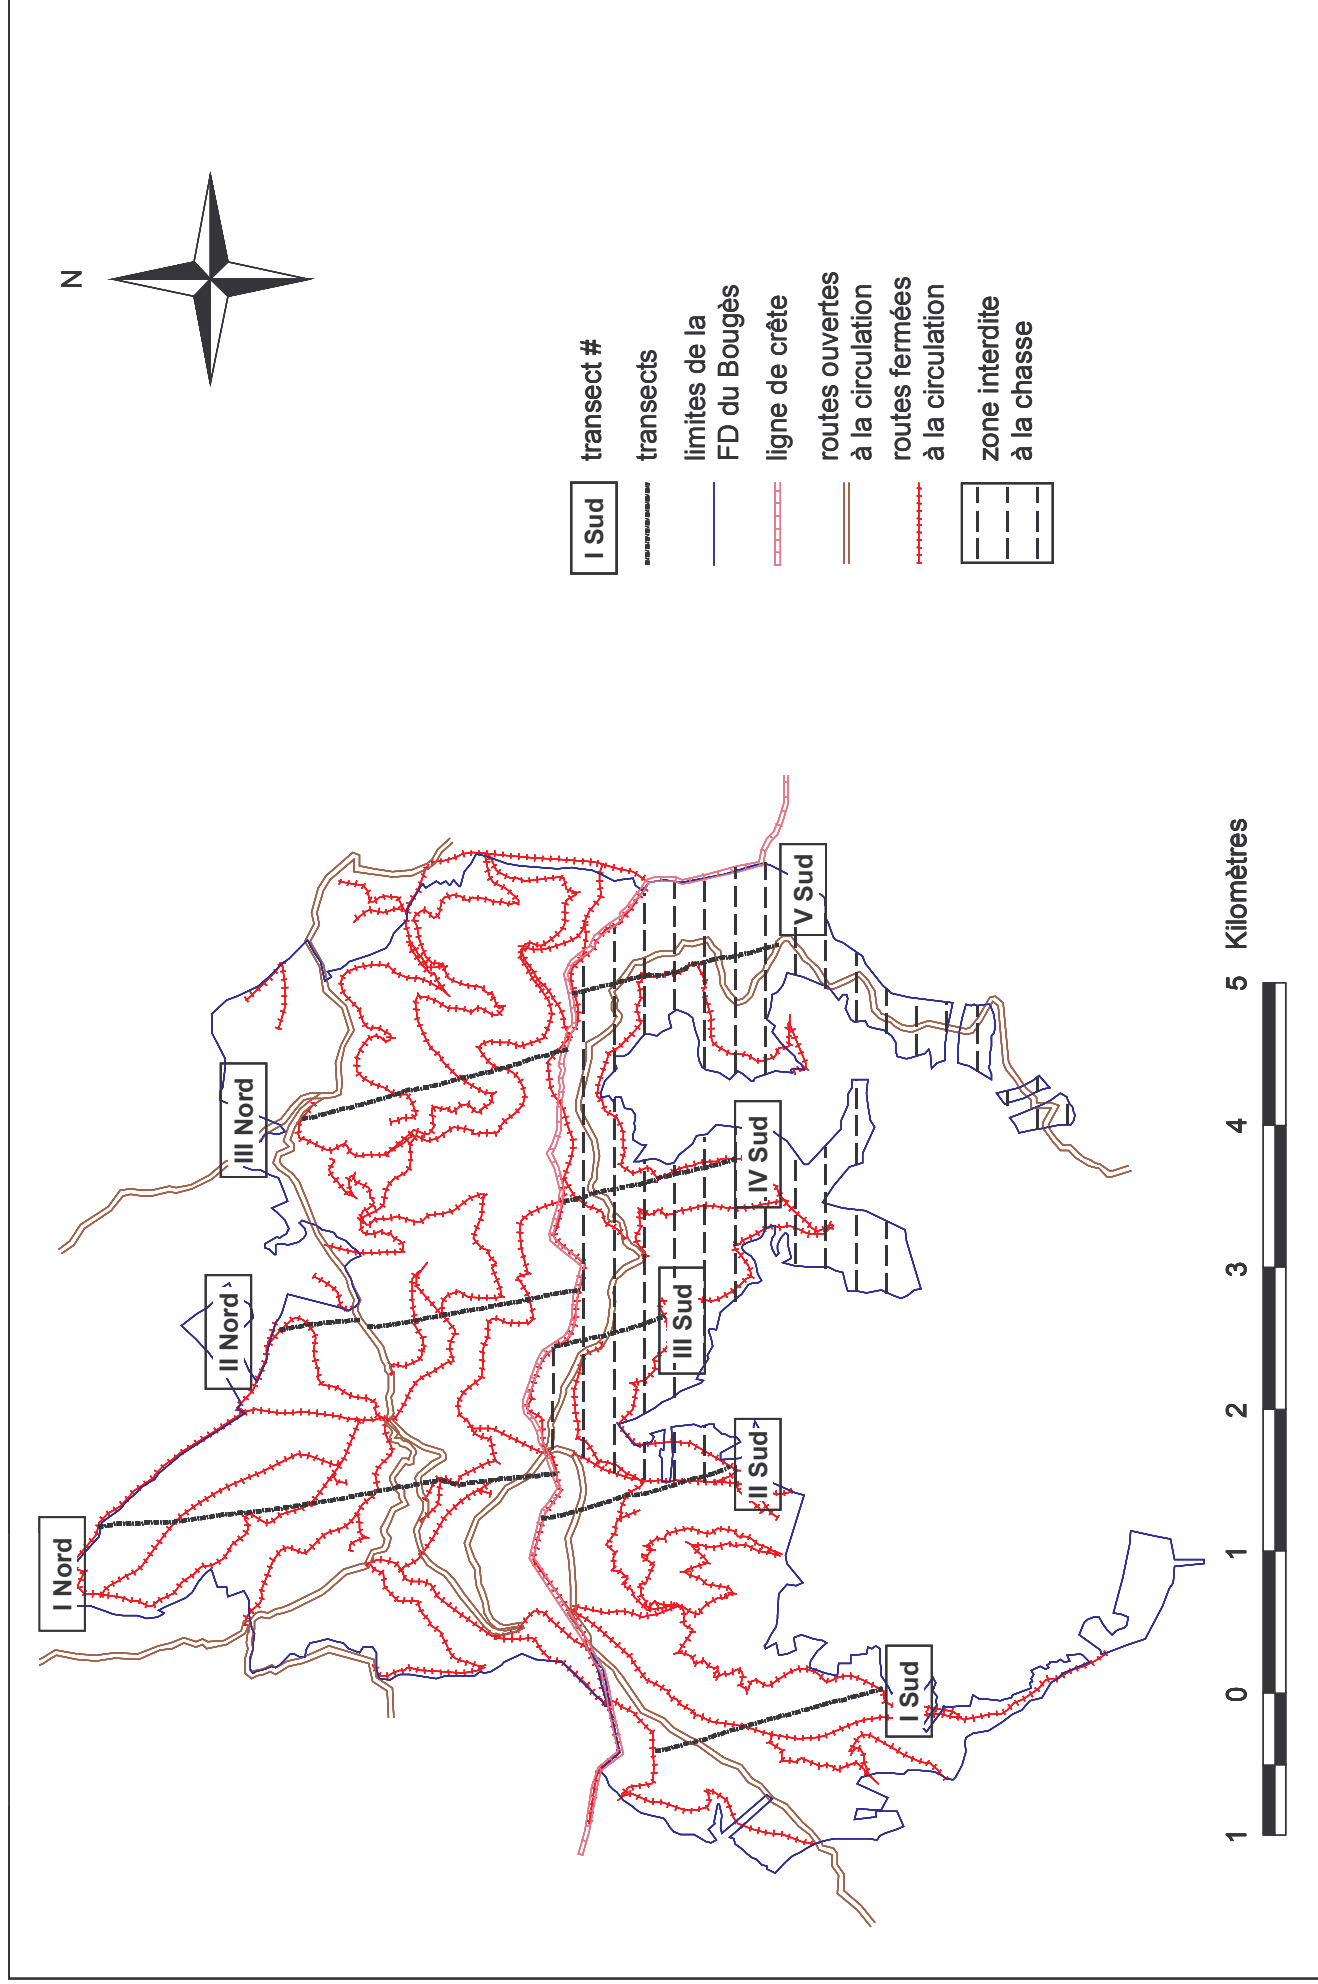 N
I Nord
II Nord
III Nord
I Sud
II Sud
III Sud
IV Sud
V Sud
I Sud
transect #
transects
limites de la
FD du Bougès
ligne de crête
routes ouvertes
à la circulation
routes fermées
à la circulation
zone interdite
à la chasse
1 0 1 2 3 4 5 Kilomètres